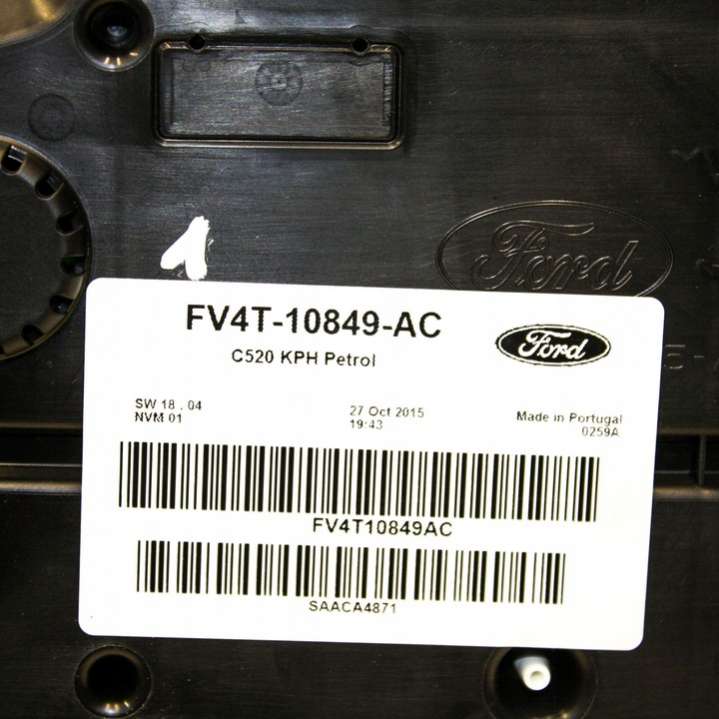 1
Ford
FV4T-10849-AC
Ford
C520 KPH Petrol
SW 18 . 04
NVM 01
27 Oct 2015
19:43
Made in Portugal
0259A
FV4T10849AC
SAACA4871